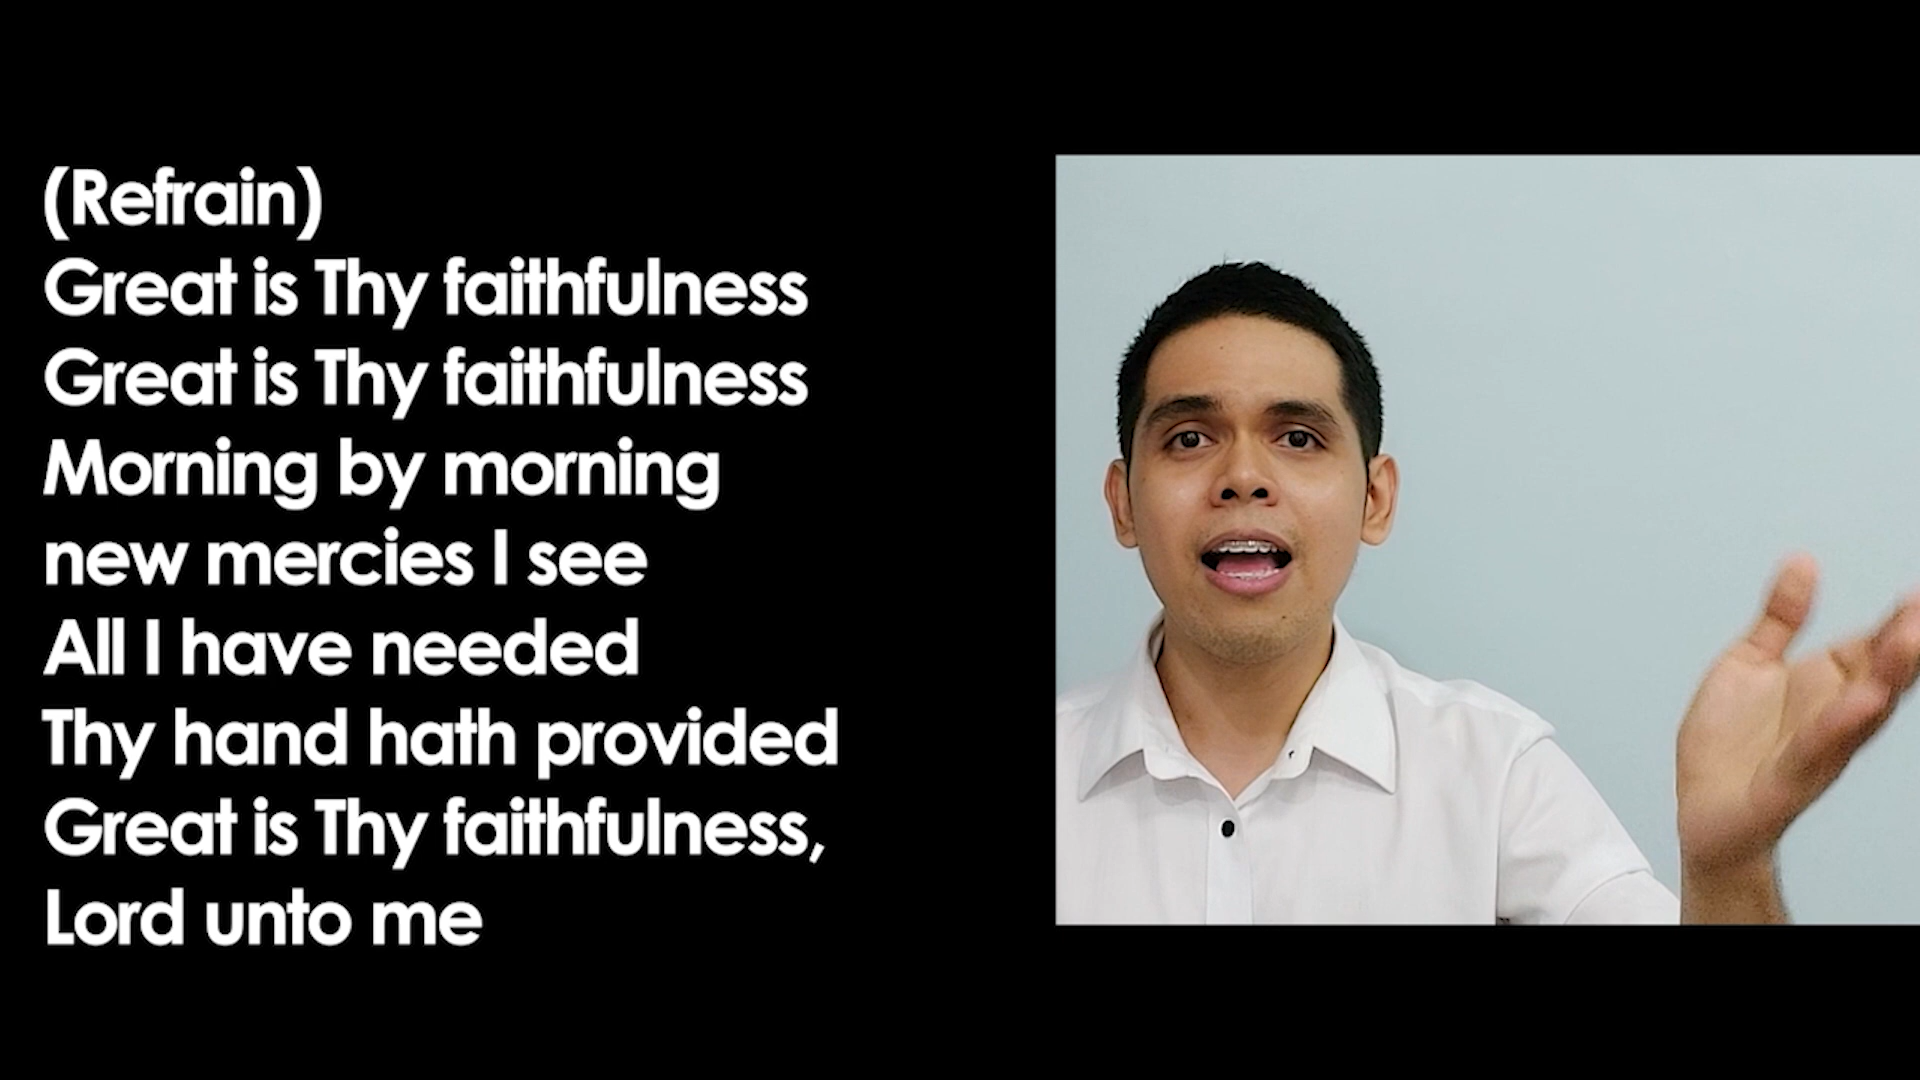 (Refrain)
Great is Thy faithfulness
Great is Thy faithfulness
Morning by morning
new mercies I see
All I have needed
Thy hand hath provided
Great is Thy faithfulness,
Lord unto me